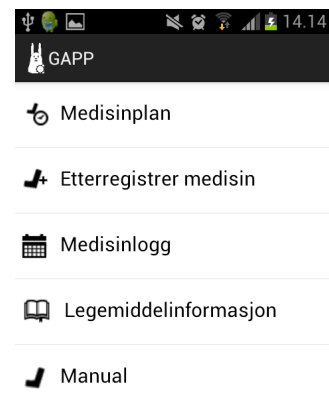 14.14
GAPP
Medisinplan
Etterregistrer medisin
Medisinlogg
Legemiddelinformasjon
Manual